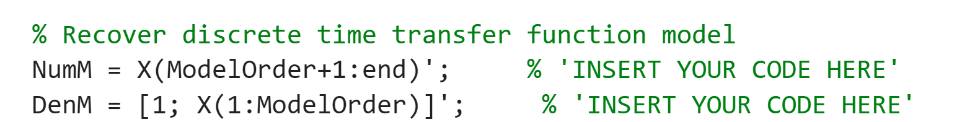 % Recover discrete time transfer function model
NumM = X(ModelOrder+1:end)'; % 'INSERT YOUR CODE HERE'
DenM = [1; X(1:ModelOrder)]'; % 'INSERT YOUR CODE HERE'